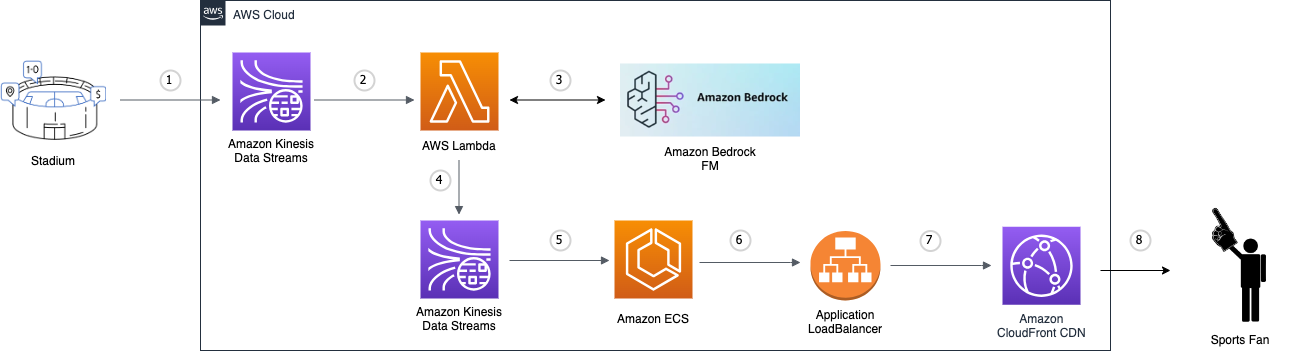 aws
AWS Cloud
1-0
$
Stadium
1
Amazon Kinesis
Data Streams
2
AWS Lambda
3
Amazon Bedrock
Amazon Bedrock
FM
4
Amazon Kinesis
Data Streams
5
Amazon ECS
6
Application
LoadBalancer
7
Amazon
CloudFront CDN
8
Sports Fan